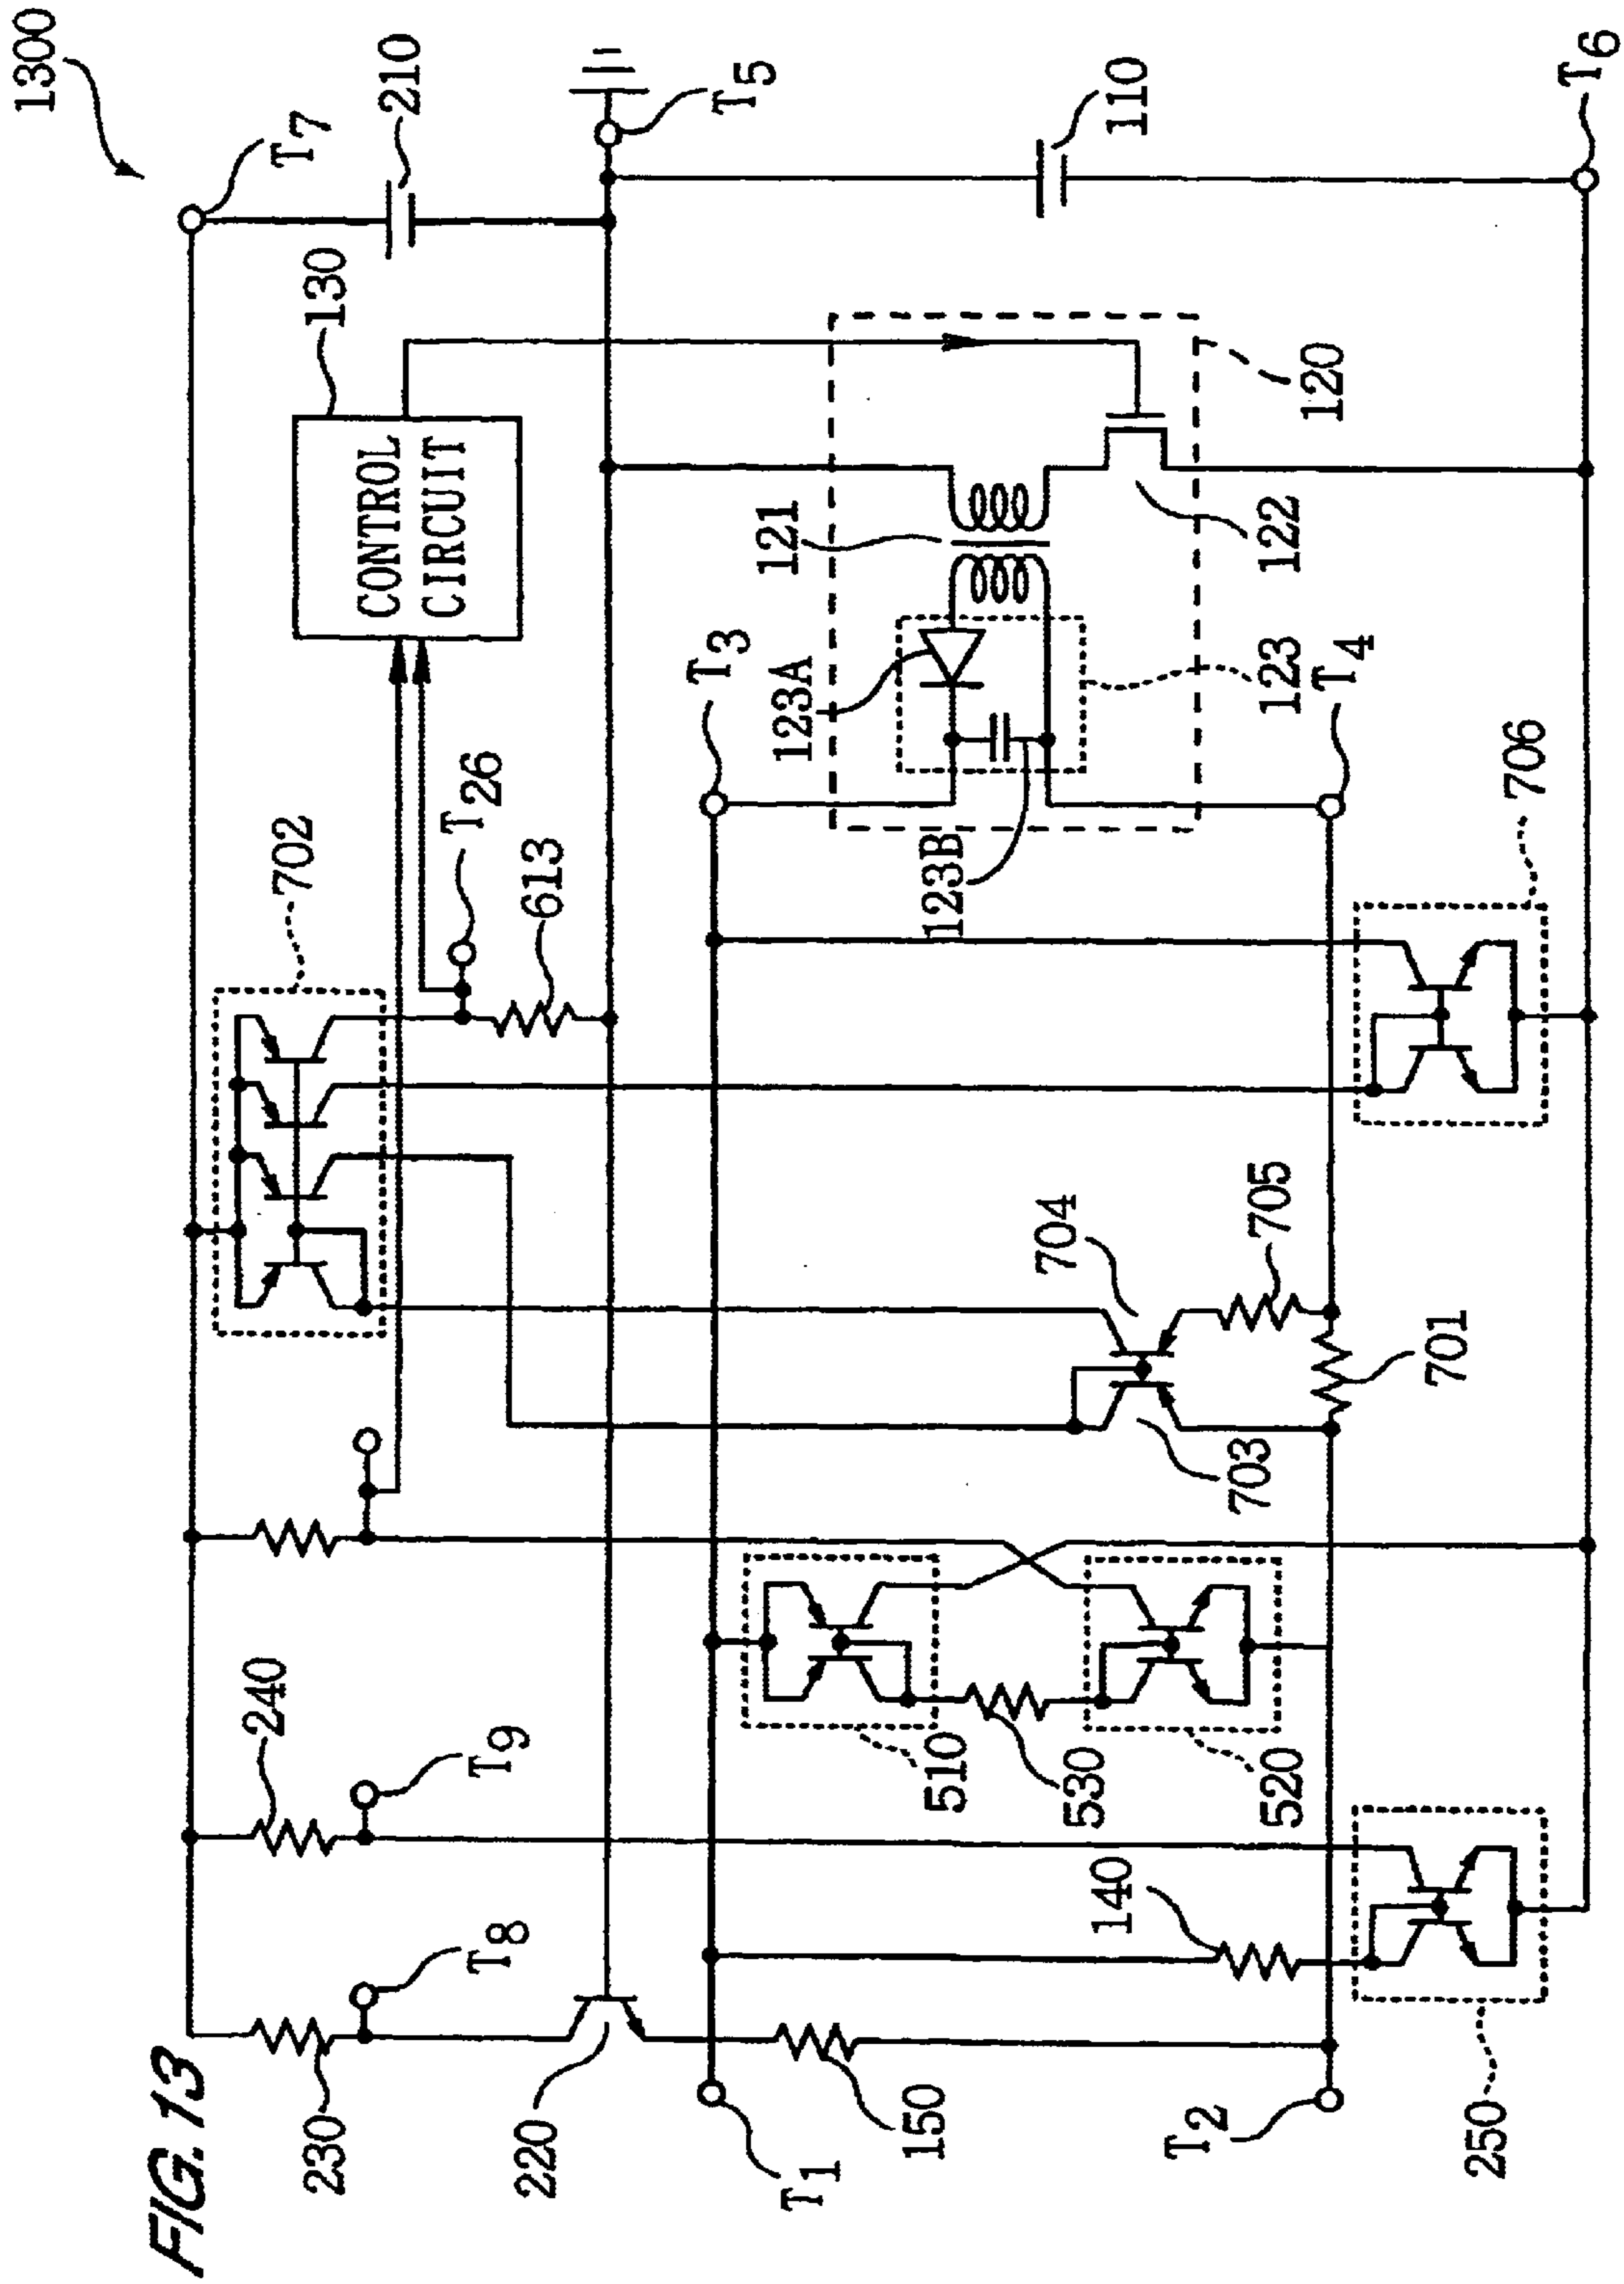 FIG. 13
1300
T7
210
T5
110
T6
130
CONTROL
CIRCUIT
120
121
122
123A
123
123B
T3
T4
T26
613
702
706
704
705
701
703
240
T9
510
530
520
T8
140
230
220
150
T1
T2
250